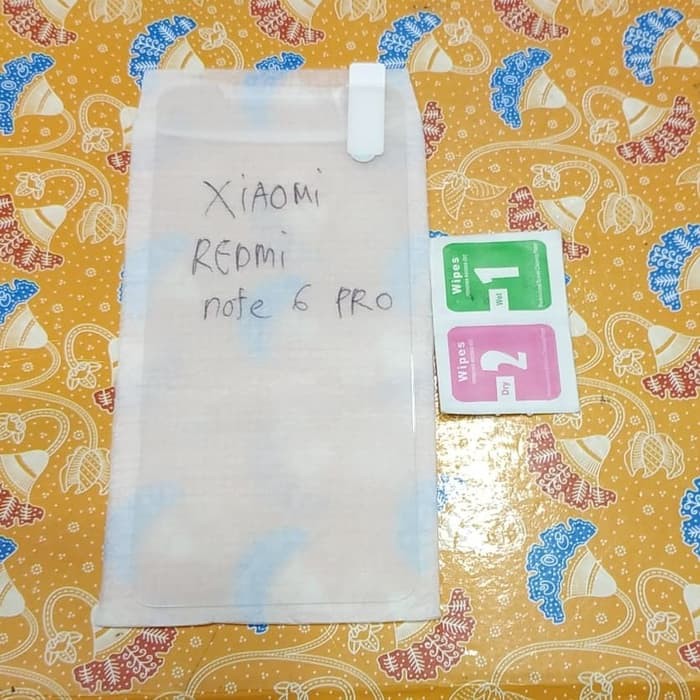 XiAOMi
REDMi
note 6 PRO
Wipes
1
Wet
Wipes
2
Dry